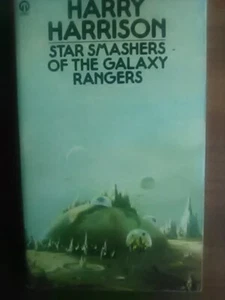 HARRY
HARRISON
STAR SMASHERS
OF THE GALAXY
RANGERS